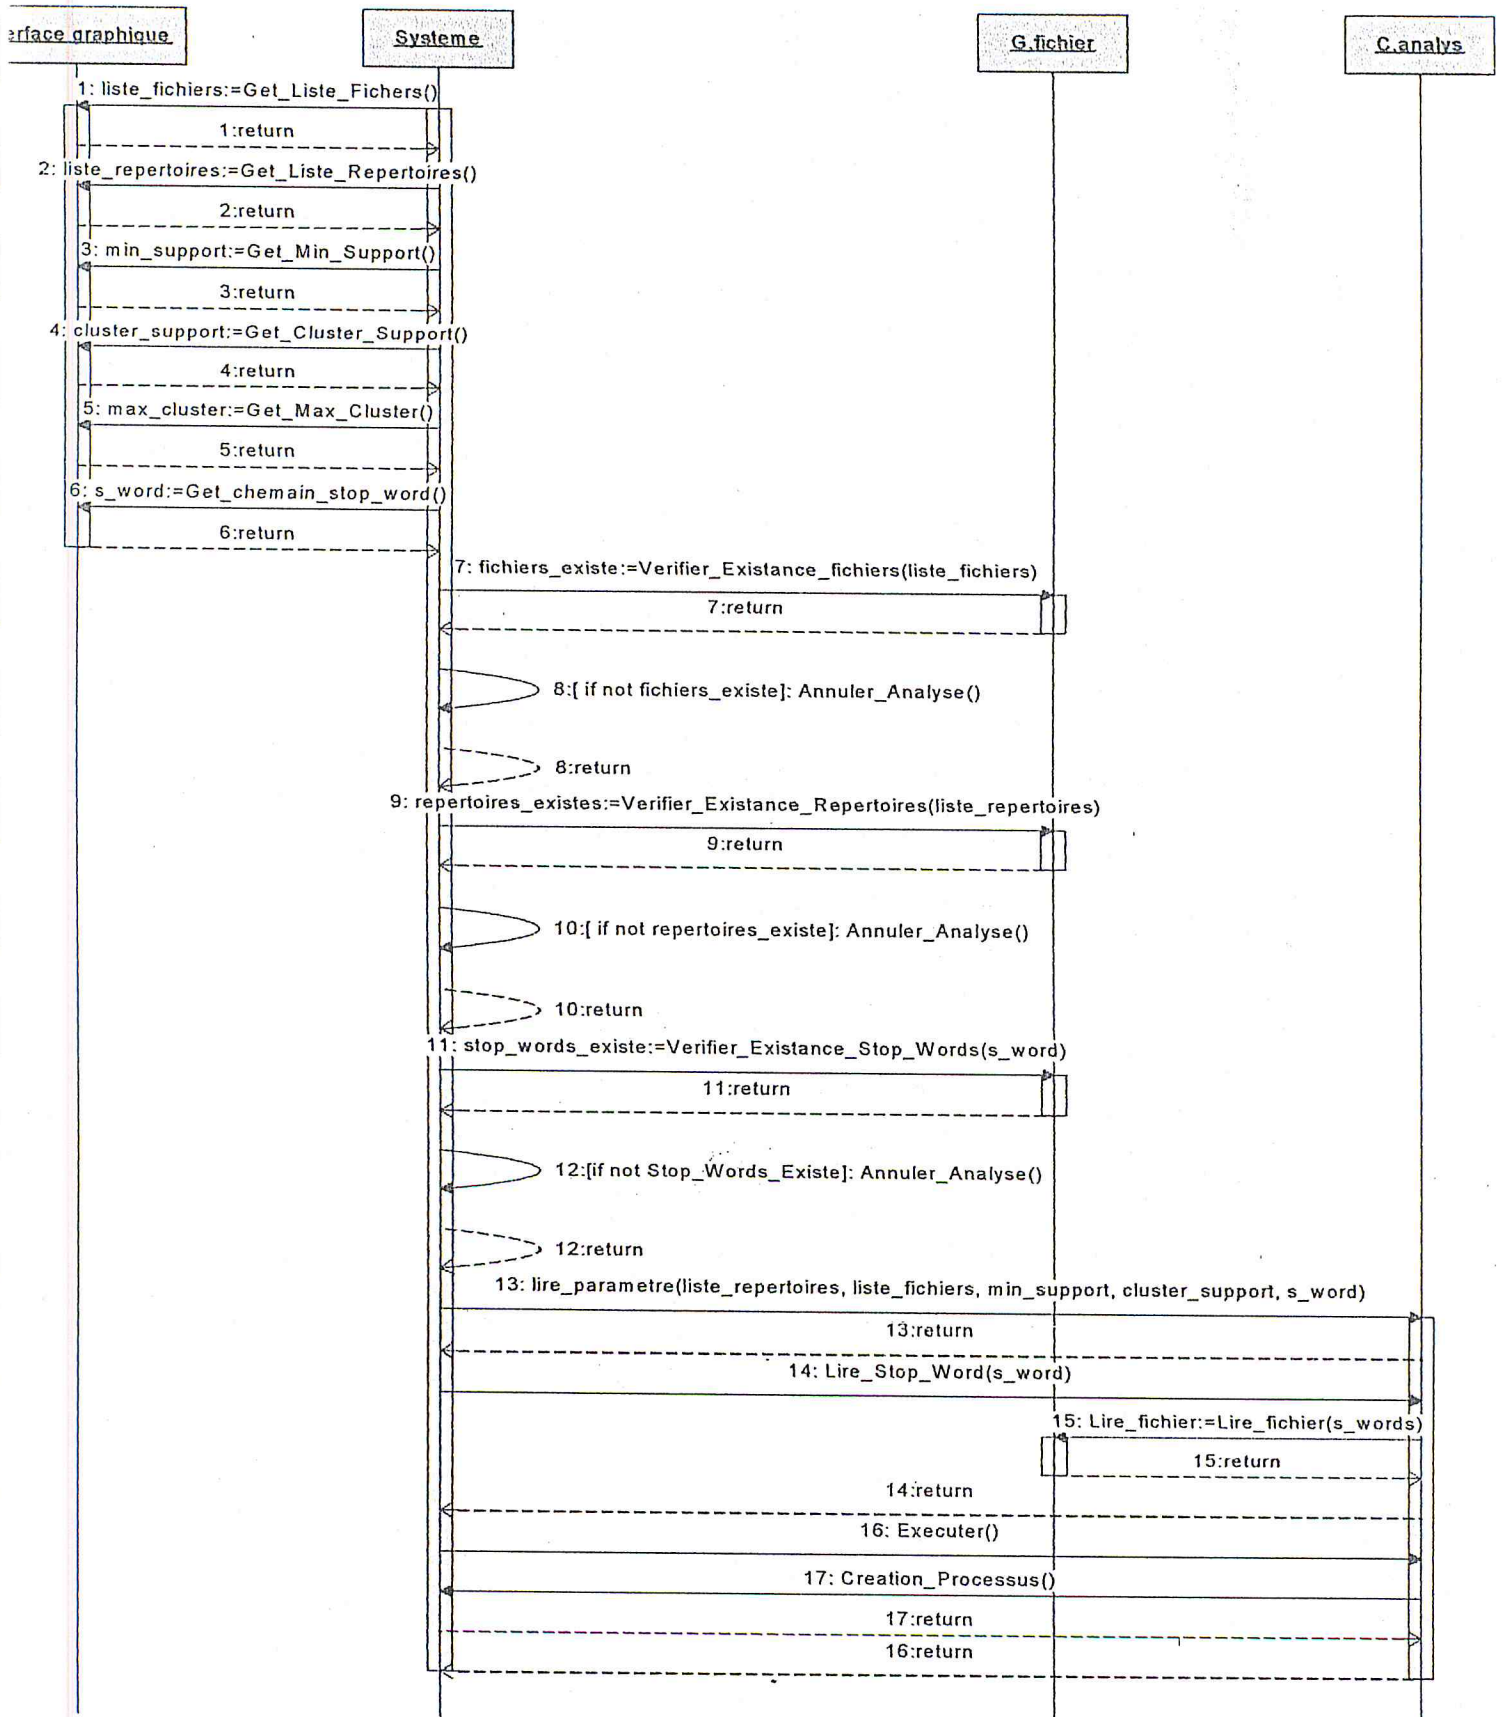 erface graphique
Systeme
G.fichier
C.analys
1: liste_fichiers:=Get_Liste_Fichers()
1:return
2: liste_repertoires:=Get_Liste_Repertoires()
2:return
3: min_support:=Get_Min_Support()
3:return
4: cluster_support:=Get_Cluster_Support()
4:return
5: max_cluster:=Get_Max_Cluster()
5:return
6: s_word:=Get_chemain_stop_word()
6:return
7: fichiers_existe:=Verifier_Existance_fichiers(liste_fichiers)
7:return
8:[ if not fichiers_existe]: Annuler_Analyse()
8:return
9: repertoires_existes:=Verifier_Existance_Repertoires(liste_repertoires)
9:return
10:[ if not repertoires_existe]: Annuler_Analyse()
10:return
11: stop_words_existe:=Verifier_Existance_Stop_Words(s_word)
11:return
12:[if not Stop_Words_Existe]: Annuler_Analyse()
12:return
13: lire_parametre(liste_repertoires, liste_fichiers, min_support, cluster_support, s_word)
13:return
14: Lire_Stop_Word(s_word)
15: Lire_fichier:=Lire_fichier(s_words)
15:return
14:return
16: Executer()
17: Creation_Processus()
17:return
16:return